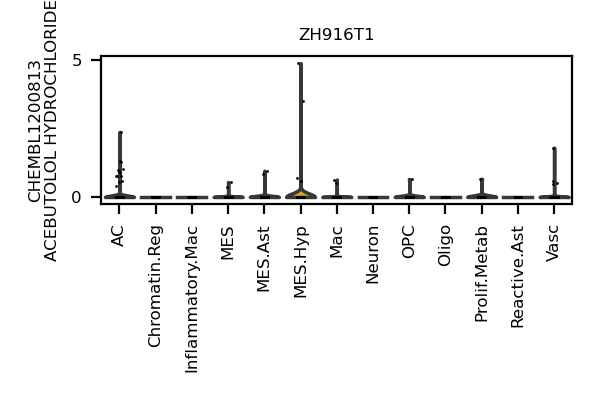 ZH916T1
CHEMBL1200813
ACEBUTOLOL HYDROCHLORIDE
5
0
AC
Chromatin.Reg
Inflammatory.Mac
MES
MES.Ast
MES.Hyp
Mac
Neuron
OPC
Oligo
Prolif.Metab
Reactive.Ast
Vasc